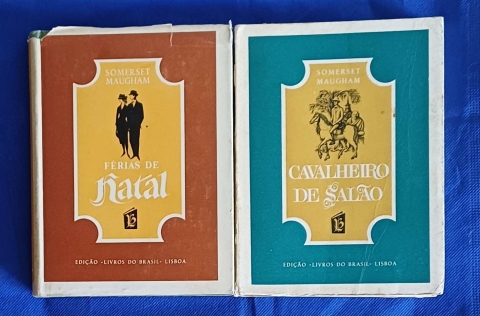 SOMERSET
MAUGHAM
FÉRIAS DE
Natal
EDIÇÃO «LIVROS DO BRASIL» LISBOA
SOMERSET
MAUGHAM
CAVALHEIRO
DE SALÃO
EDIÇÃO «LIVROS DO BRASIL» LISBOA